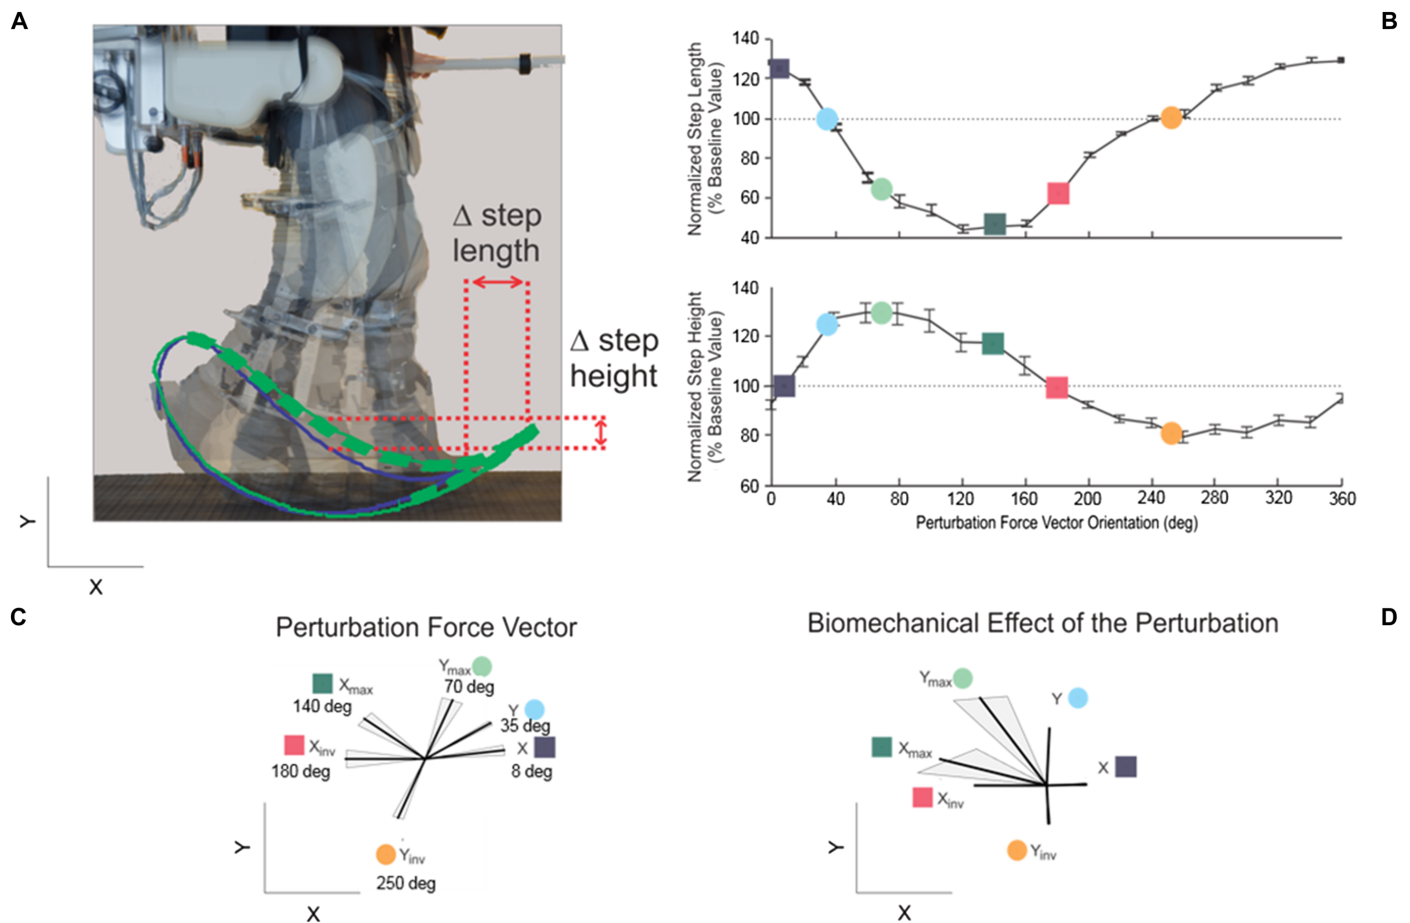 A
B
Δ step
length
Δ step
height
Y
X
Normalized Step Length
(% Baseline Value)
140
120
100
80
60
40
Normalized Step Height
(% Baseline Value)
140
120
100
80
60
0
40
80
120
160
200
240
280
320
360
Perturbation Force Vector Orientation (deg)
C
Perturbation Force Vector
Xmax
140 deg
Ymax
70 deg
Y
35 deg
X
8 deg
Xinv
180 deg
Yinv
250 deg
Y
X
D
Biomechanical Effect of the Perturbation
Ymax
Y
Xmax
X
Xinv
Yinv
Y
X